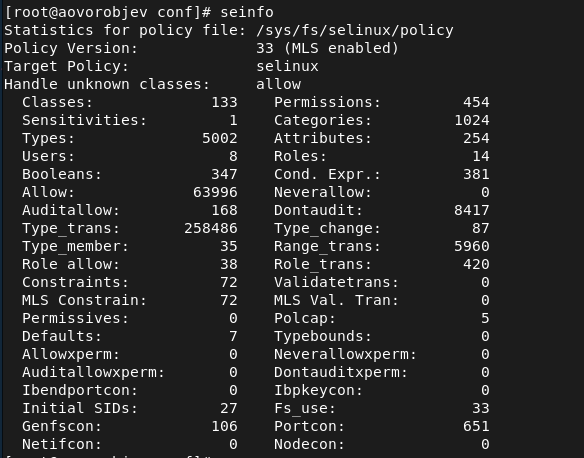 [root@aovorobjev conf]# seinfo
Statistics for policy file: /sys/fs/selinux/policy
Policy Version:             33 (MLS enabled)
Target Policy:              selinux
Handle unknown classes:     allow
  Classes:             133    Permissions:         454
  Sensitivities:         1    Categories:         1024
  Types:              5002    Attributes:          254
  Users:                 8    Roles:                14
  Booleans:            347    Cond. Expr.:         381
  Allow:             63996    Neverallow:            0
  Auditallow:          168    Dontaudit:          8417
  Type_trans:       258486    Type_change:          87
  Type_member:          35    Range_trans:        5960
  Role allow:           38    Role_trans:          420
  Constraints:          72    Validatetrans:         0
  MLS Constrain:        72    MLS Val. Tran:         0
  Permissives:           0    Polcap:                5
  Defaults:              7    Typebounds:            0
  Allowxperm:            0    Neverallowxperm:       0
  Auditallowxperm:       0    Dontauditxperm:        0
  Ibendportcon:          0    Ibpkeycon:             0
  Initial SIDs:         27    Fs_use:               33
  Genfscon:            106    Portcon:             651
  Netifcon:              0    Nodecon:               0